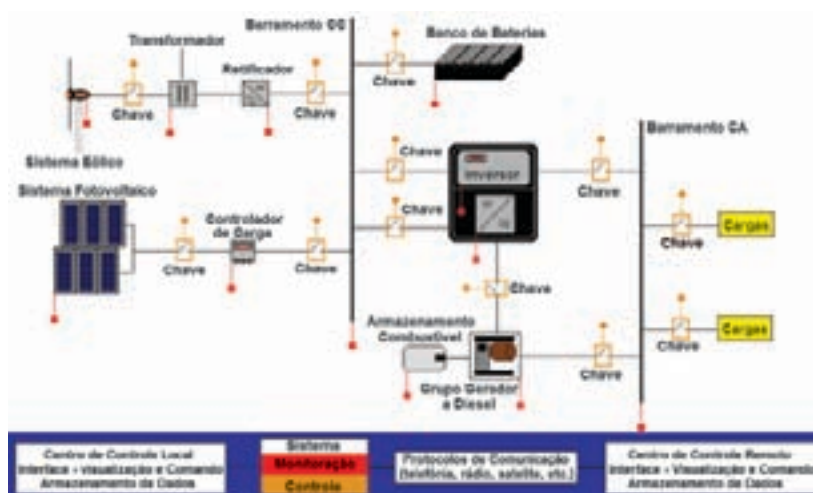 Barramento CC
Transformador
Retificador
Chave
Chave
Sistema Eólico
Banco de Baterias
Chave
Barramento CA
Chave
Inversor
Chave
Chave
Sistema Fotovoltaico
Controlador
de Carga
Chave
Chave
Chave
Cargas
Chave
Armazenamento
Combustível
Grupo Gerador
a Diesel
Chave
Chave
Cargas
Centro de Controle Local
Interface - Visualização e Comando
Armazenamento de Dados
Sistema
Monitoração
Controle
Protocolos de Comunicação
(telefonia, rádio, satélite, etc.)
Centro de Controle Remoto
Interface - Visualização e Comando
Armazenamento de Dados